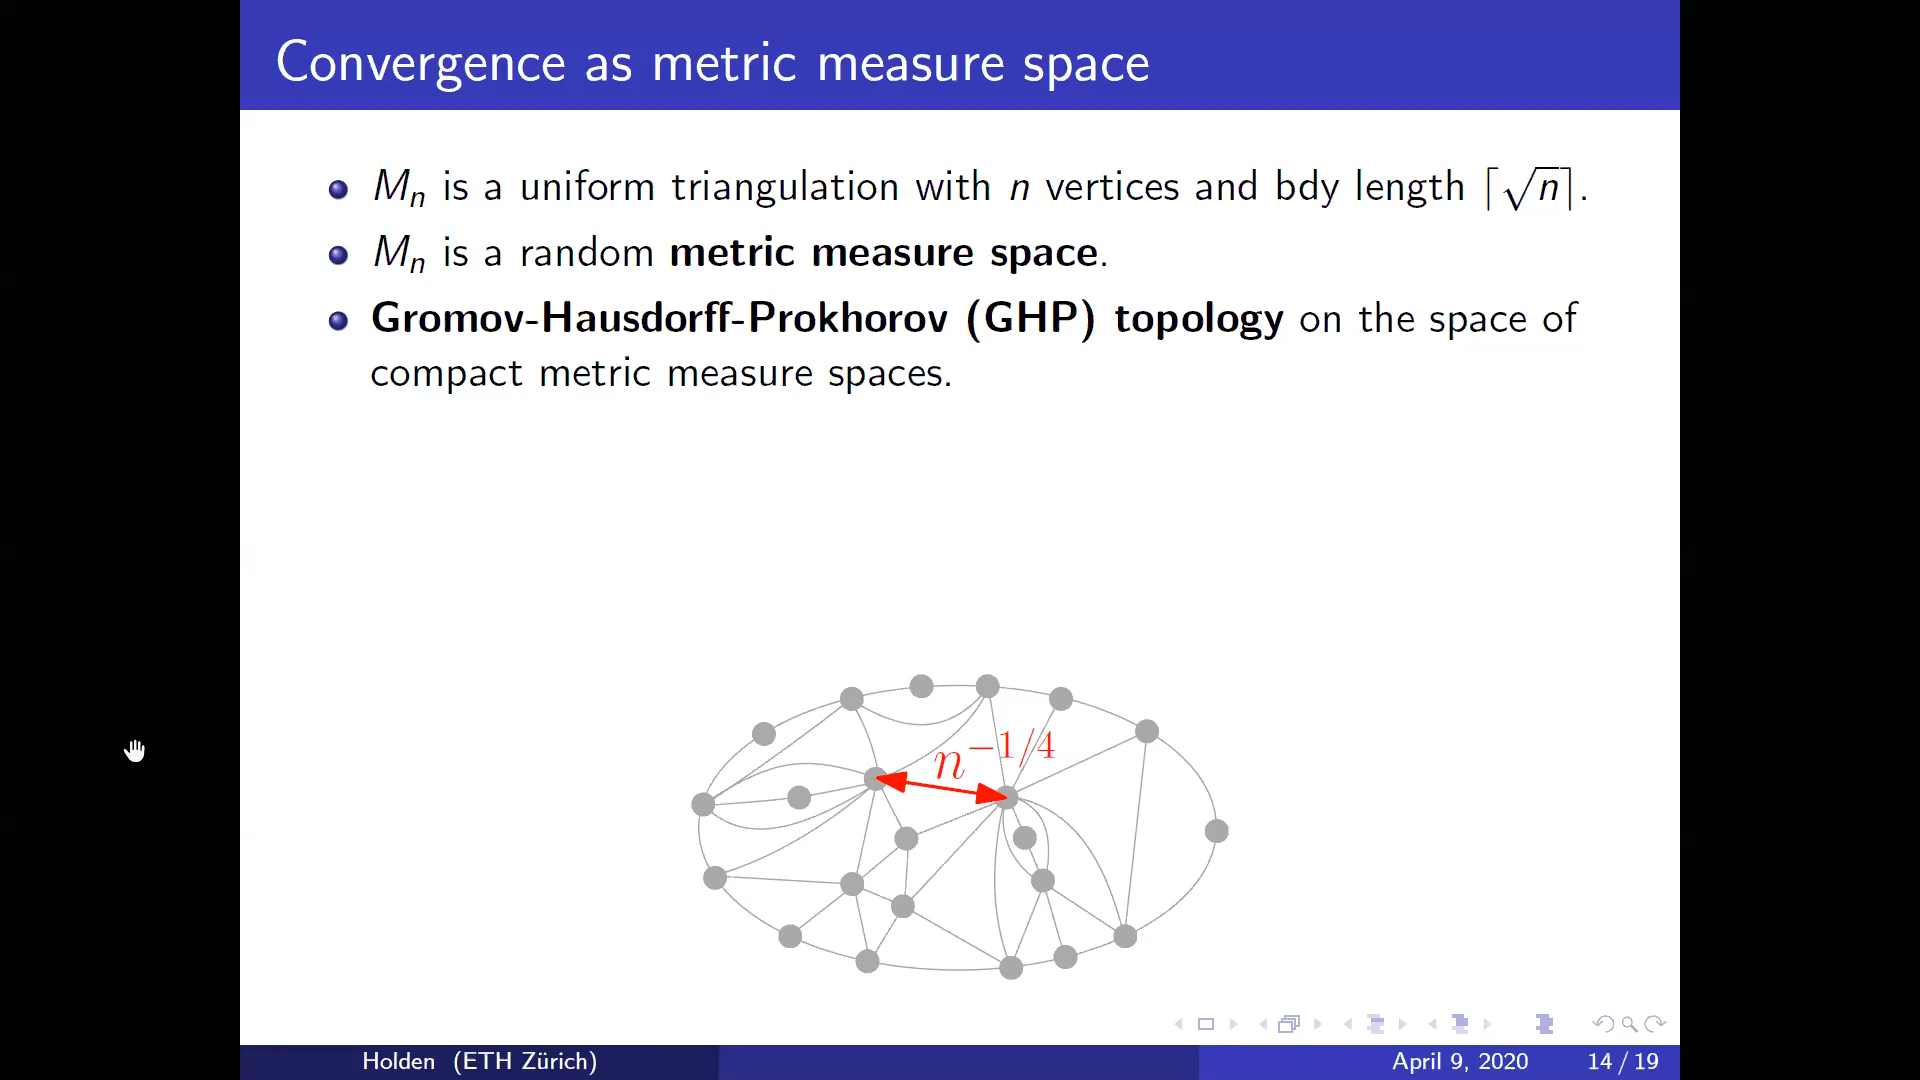 Convergence as metric measure space
Mₙ is a uniform triangulation with n vertices and bdy length ⌈√n⌉.
Mₙ is a random metric measure space.
Gromov-Hausdorff-Prokhorov (GHP) topology on the space of
compact metric measure spaces.
n^{-1/4}
Holden (ETH Zürich) April 9, 2020 14 / 19